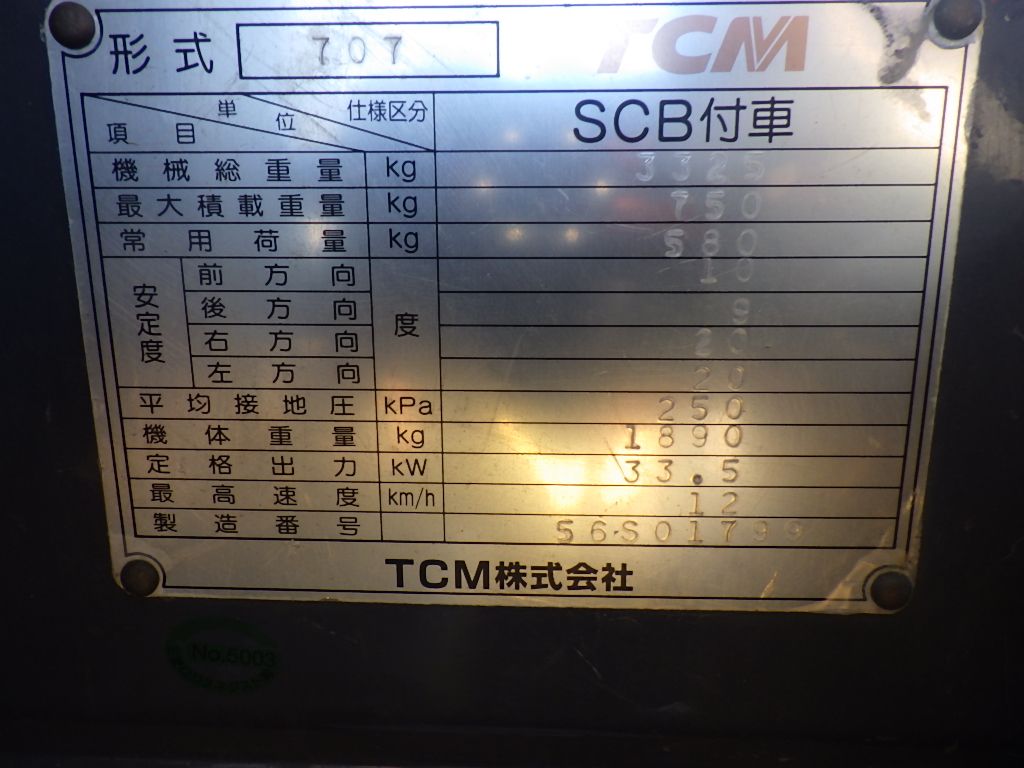 形式 707 TCM
項目 単位 仕様区分 SCB付車
機械総重量 kg 3325
最大積載重量 kg 750
常用荷重 kg 580
安定度 前方向 度 10
後方向 9
右方向 20
左方向 20
平均接地圧 kPa 250
機体重量 kg 1890
定格出力 kW 33.5
最高速度 km/h 12
製造番号 56S01799
TCM株式会社
No.5003